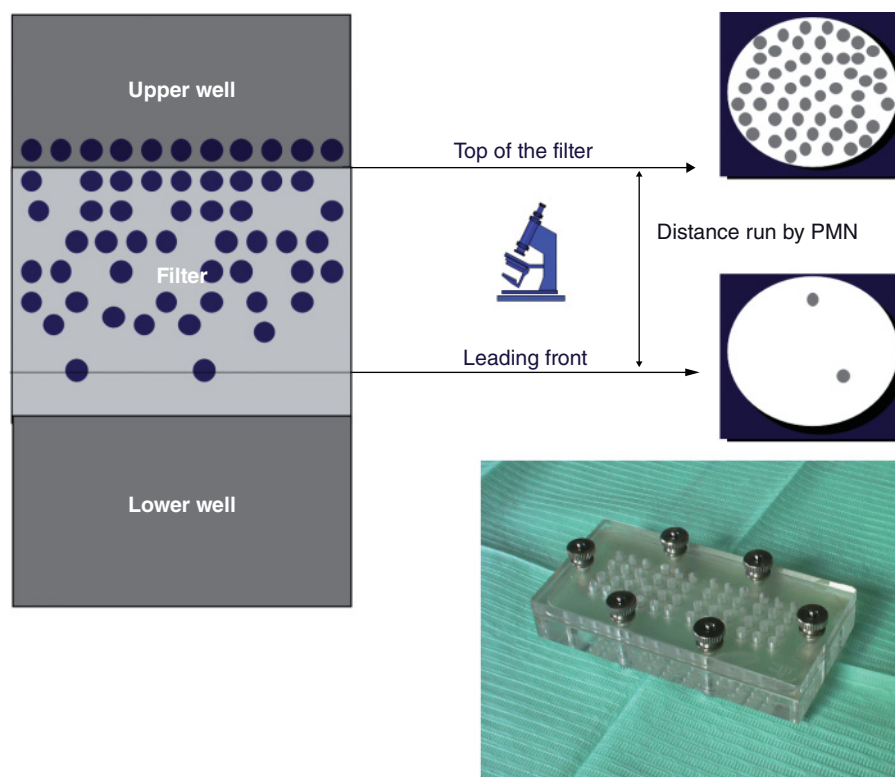 Upper well
Top of the filter
Distance run by PMN
Filter
Leading front
Lower well